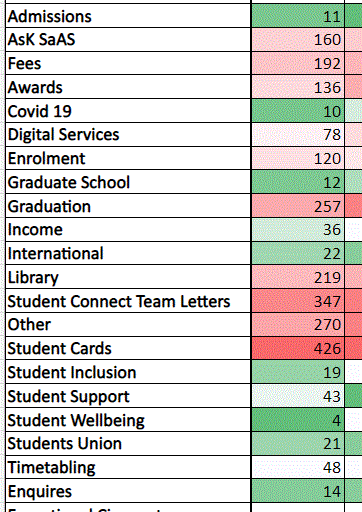 Admissions 11
AsK SaAS 160
Fees 192
Awards 136
Covid 19 10
Digital Services 78
Enrolment 120
Graduate School 12
Graduation 257
Income 36
International 22
Library 219
Student Connect Team Letters 347
Other 270
Student Cards 426
Student Inclusion 19
Student Support 43
Student Wellbeing 4
Students Union 21
Timetabling 48
Enquires 14